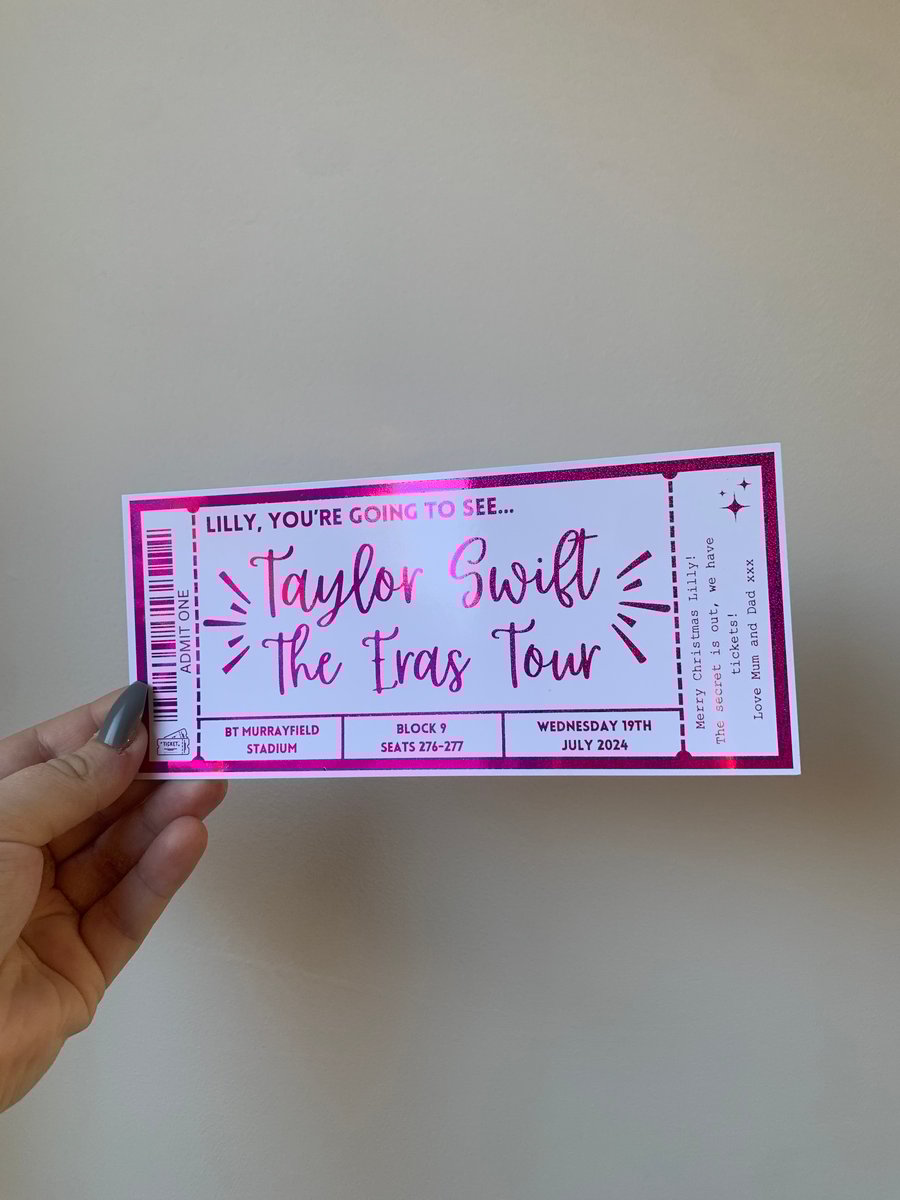 LILLY, YOU'RE GOING TO SEE...
Taylor Swift
The Eras Tour
BT MURRAYFIELD
STADIUM
BLOCK 9
SEATS 276-277
WEDNESDAY 19TH
JULY 2024
ADMIT ONE
TICKET
Merry Christmas Lilly!
The secret is out, we have
tickets!
Love Mum and Dad xxx